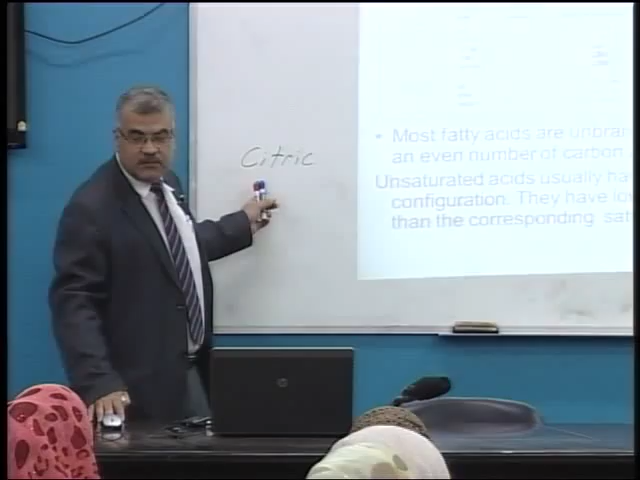 Citric
• Most fatty acids are unbran
an even number of carbon
Unsaturated acids usually ha
configuration. They have lo
than the corresponding sat
hp